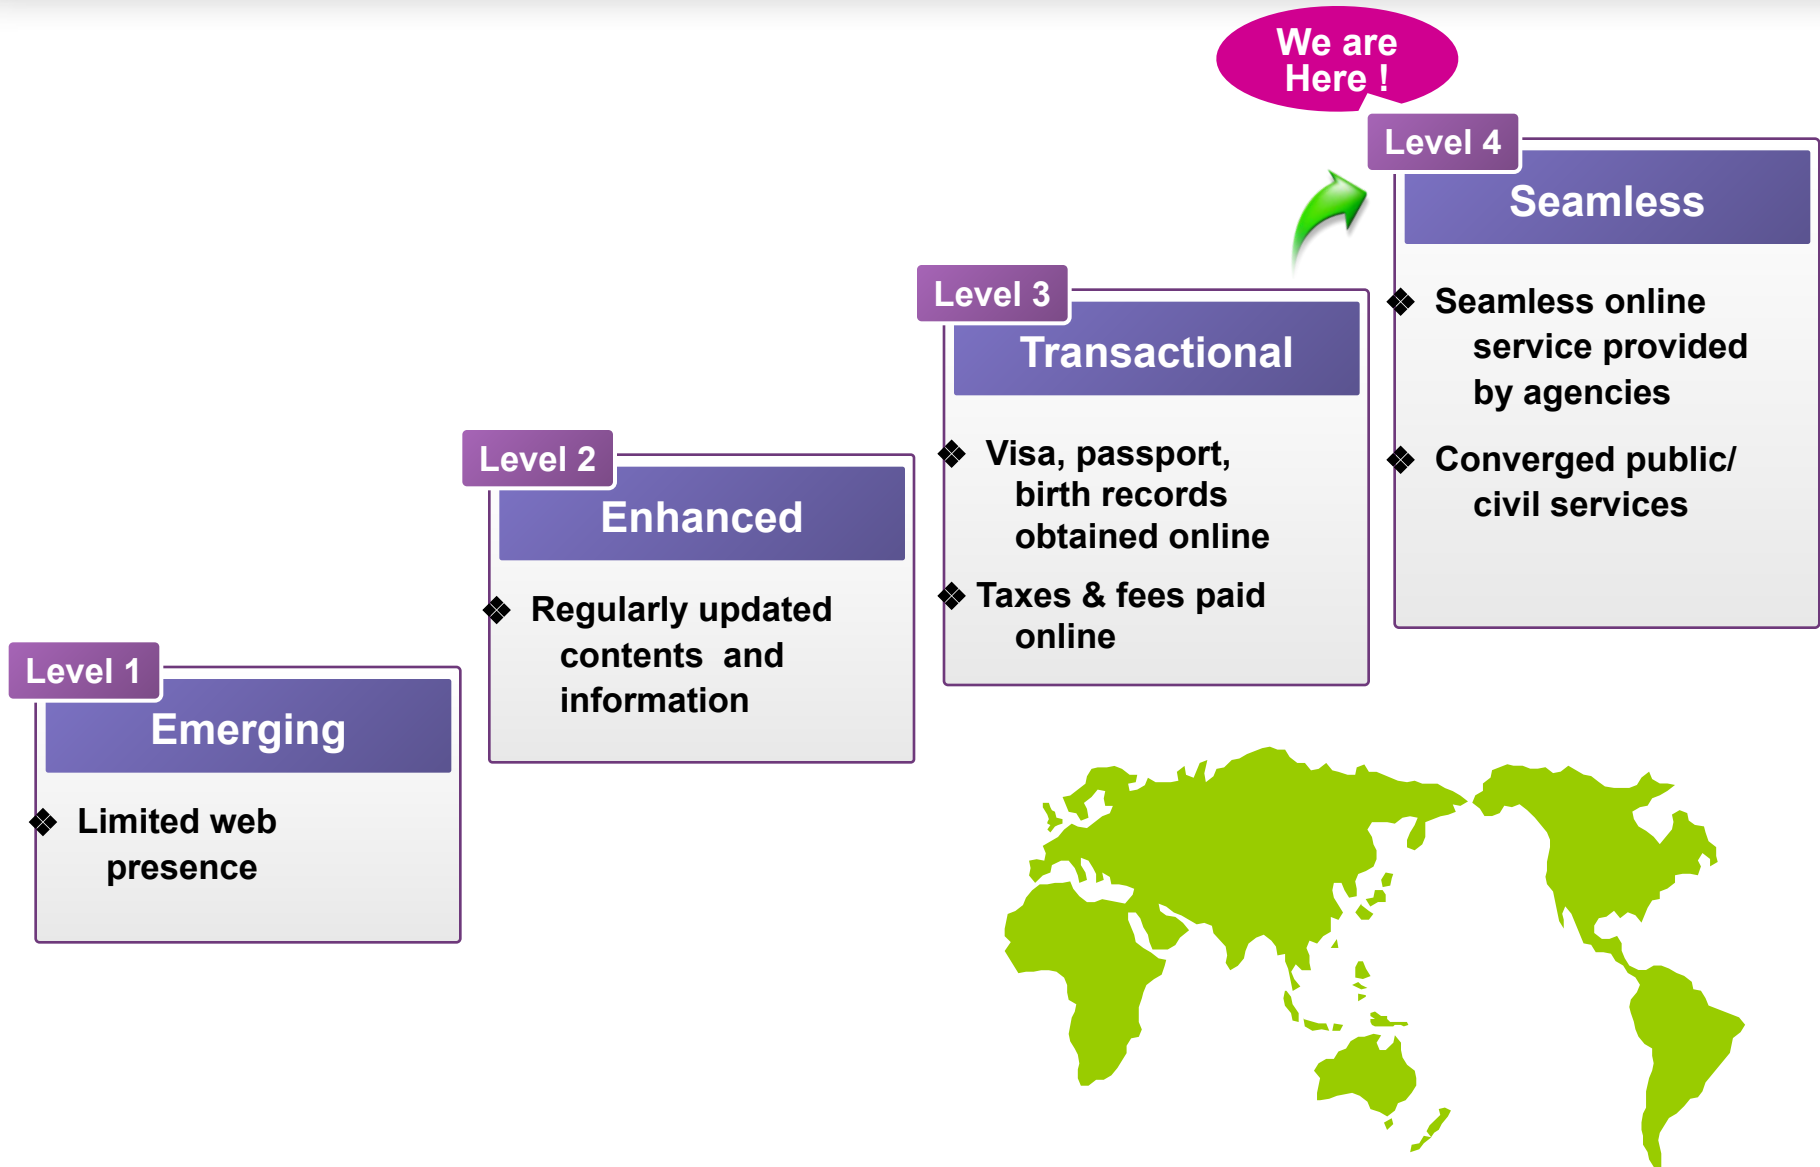 We are
Here !
Level 4
Seamless
❖ Seamless online
service provided
by agencies
❖ Converged public/
civil services
Level 3
Transactional
❖ Visa, passport,
birth records
obtained online
❖ Taxes & fees paid
online
Level 2
Enhanced
❖ Regularly updated
contents and
information
Level 1
Emerging
❖ Limited web
presence